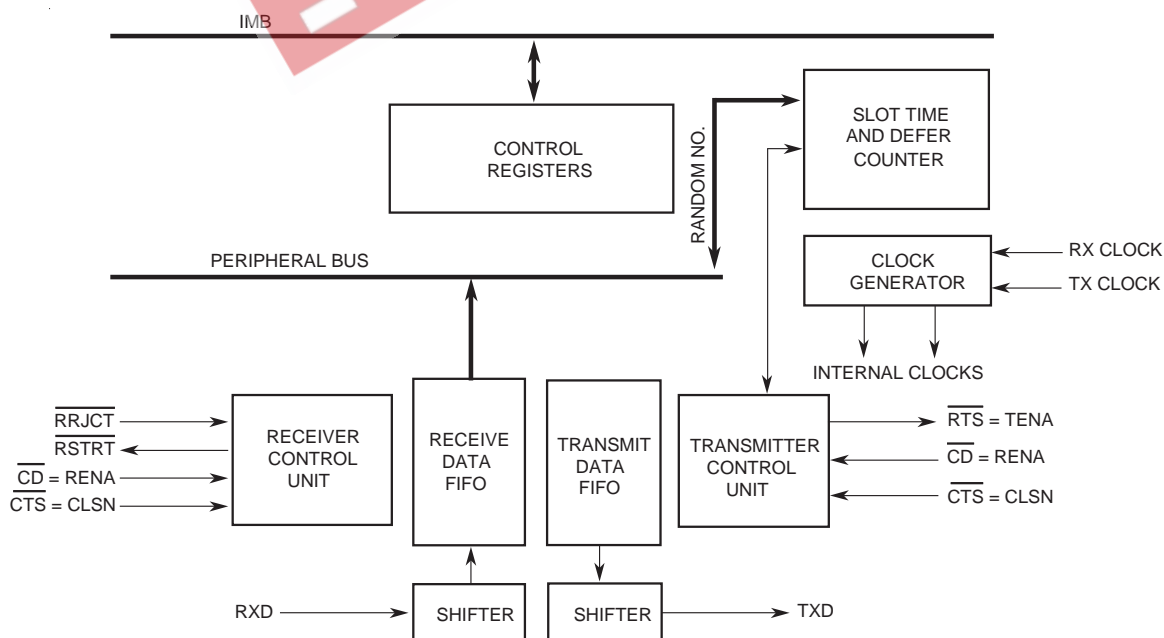 IMB
CONTROL
REGISTERS
RANDOM NO.
SLOT TIME
AND DEFER
COUNTER
PERIPHERAL BUS
CLOCK
GENERATOR
RX CLOCK
TX CLOCK
INTERNAL CLOCKS
RRJCT
RSTRT
CD = RENA
CTS = CLSN
RECEIVER
CONTROL
UNIT
RECEIVE
DATA
FIFO
TRANSMIT
DATA
FIFO
TRANSMITTER
CONTROL
UNIT
RTS = TENA
CD = RENA
CTS = CLSN
RXD
SHIFTER
SHIFTER
TXD